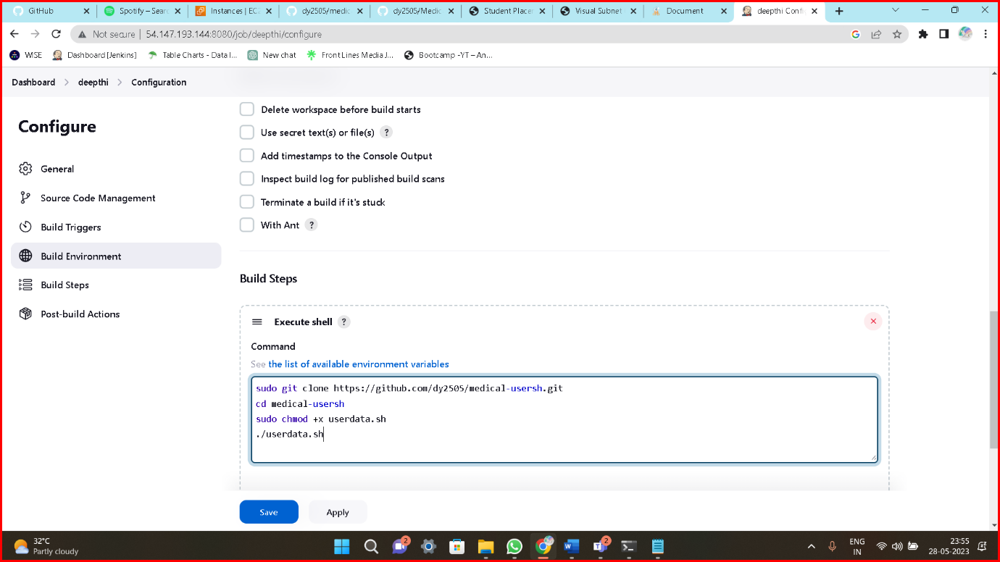 GitHub
Spotify – Sear
Instances | EC2
dy2505/medic
dy2505/Medic
Student Place
Visual Subnet
Document
deepthi Confi
Not secure | 54.147.193.144:8080/job/deepthi/configure
WISE
Dashboard [Jenkins]
Table Charts - Data I...
New chat
Front Lines Media J...
Bootcamp -YT – An...
Dashboard
deepthi
Configuration
Configure
General
Source Code Management
Build Triggers
Build Environment
Build Steps
Post-build Actions
Delete workspace before build starts
Use secret text(s) or file(s) ?
Add timestamps to the Console Output
Inspect build log for published build scans
Terminate a build if it's stuck
With Ant ?
Build Steps
Execute shell ?
Command
See the list of available environment variables
sudo git clone https://github.com/dy2505/medical-usersh.git
cd medical-usersh
sudo chmod +x userdata.sh
./userdata.sh
Save
Apply
32°C
Partly cloudy
2
2
ENG
IN
23:55
28-05-2023